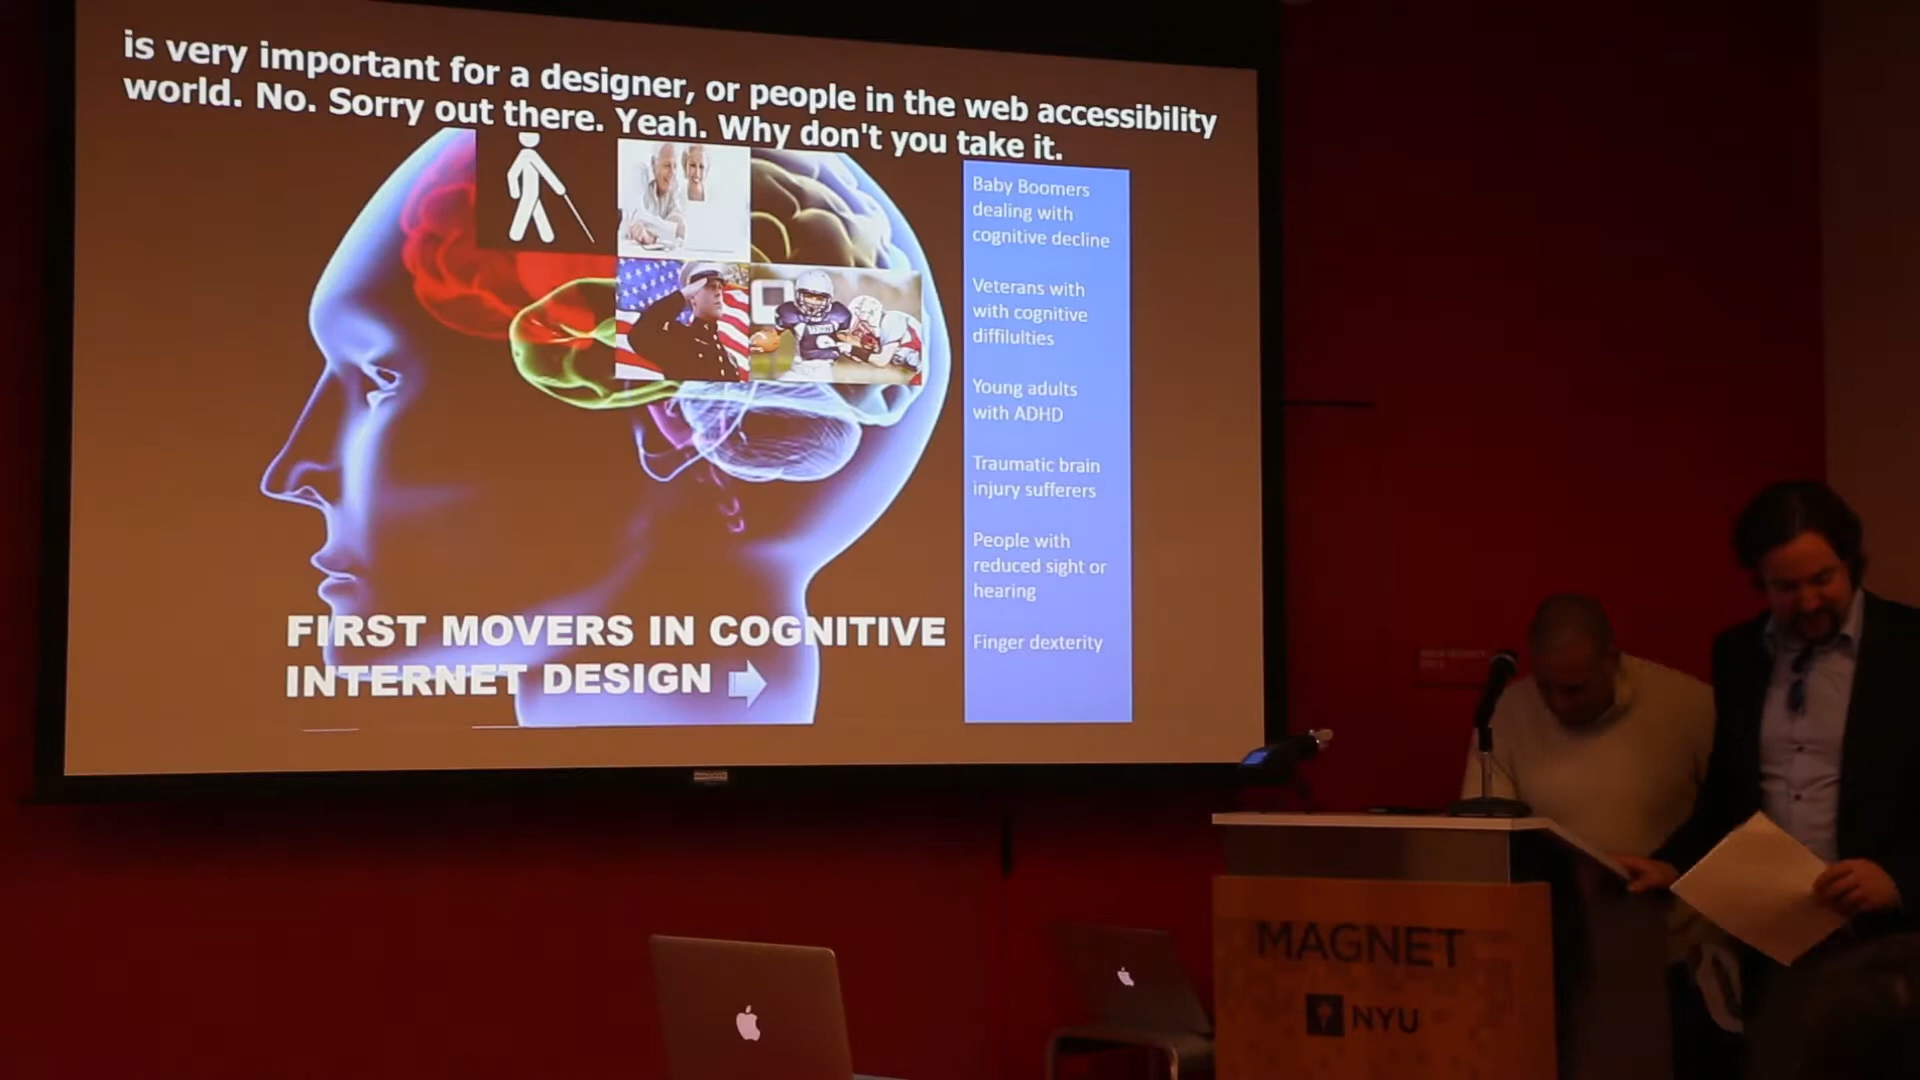 is very important for a designer, or people in the web accessibility
world. No. Sorry out there. Yeah. Why don't you take it.
Baby Boomers
dealing with
cognitive decline
Veterans with
with cognitive
diffilulties
Young adults
with ADHD
Traumatic brain
injury sufferers
People with
reduced sight or
hearing
Finger dexterity
FIRST MOVERS IN COGNITIVE
INTERNET DESIGN
MAGNET
NYU